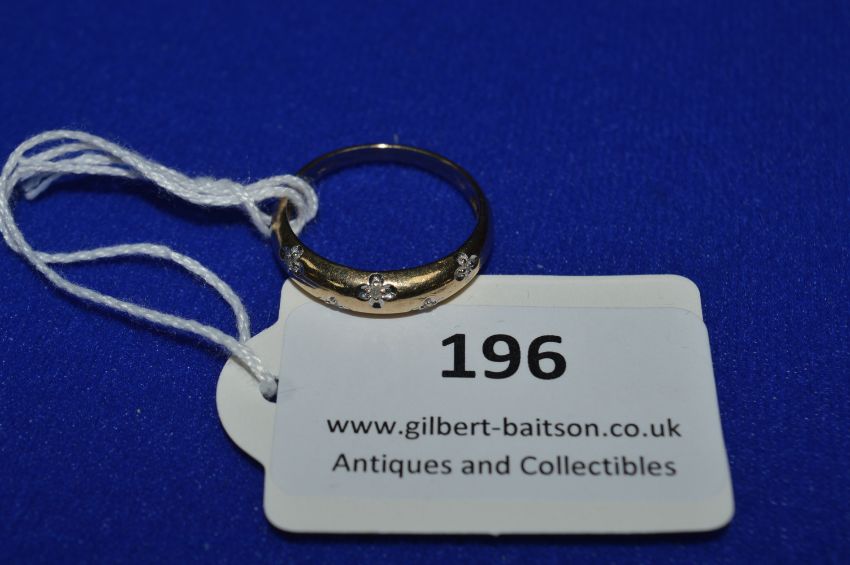 196
www.gilbert-baitson.co.uk
Antiques and Collectibles